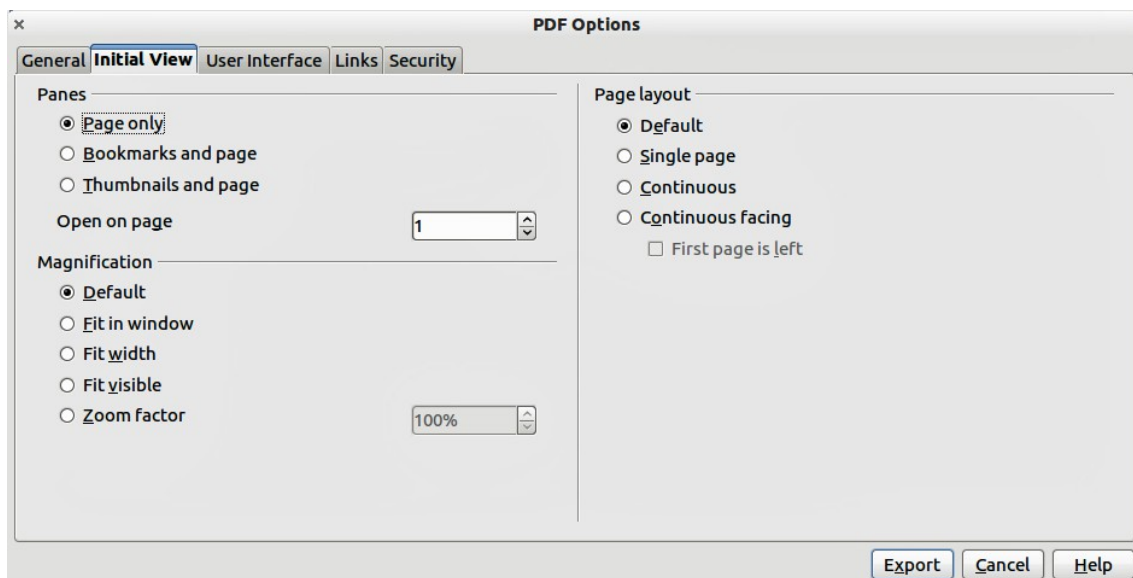 PDF Options
General Initial View User Interface Links Security
Panes
Page only
Bookmarks and page
Thumbnails and page
Open on page 1
Magnification
Default
Fit in window
Fit width
Fit visible
Zoom factor 100%
Page layout
Default
Single page
Continuous
Continuous facing
First page is left
Export Cancel Help